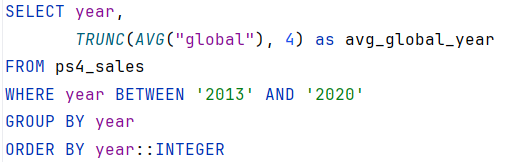 SELECT year,
       TRUNC(AVG("global"), 4) as avg_global_year
FROM ps4_sales
WHERE year BETWEEN '2013' AND '2020'
GROUP BY year
ORDER BY year::INTEGER